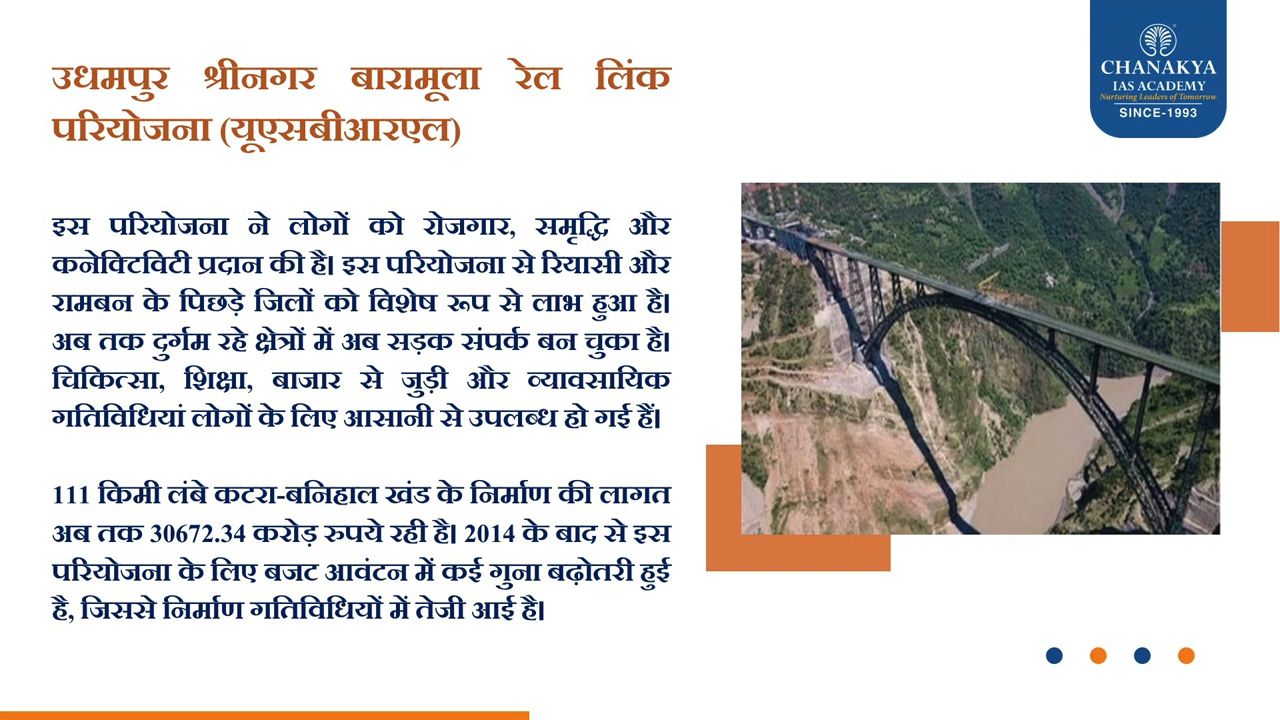 उधमपुर श्रीनगर बारामूला रेल लिंक
परियोजना (यूएसबीआरएल)
CHANAKYA
IAS ACADEMY
Nurturing Leaders of Tomorrow
SINCE-1993
इस परियोजना ने लोगों को रोजगार, समृद्धि और
कनेक्टिविटी प्रदान की है। इस परियोजना से रियासी और
रामबन के पिछड़े जिलों को विशेष रूप से लाभ हुआ है।
अब तक दुर्गम रहे क्षेत्रों में अब सड़क संपर्क बन चुका है।
चिकित्सा, शिक्षा, बाजार से जुड़ी और व्यावसायिक
गतिविधियां लोगों के लिए आसानी से उपलब्ध हो गई हैं।
111 किमी लंबे कटरा-बनिहाल खंड के निर्माण की लागत
अब तक 30672.34 करोड़ रुपये रही है। 2014 के बाद से इस
परियोजना के लिए बजट आवंटन में कई गुना बढ़ोतरी हुई
है, जिससे निर्माण गतिविधियों में तेजी आई है।